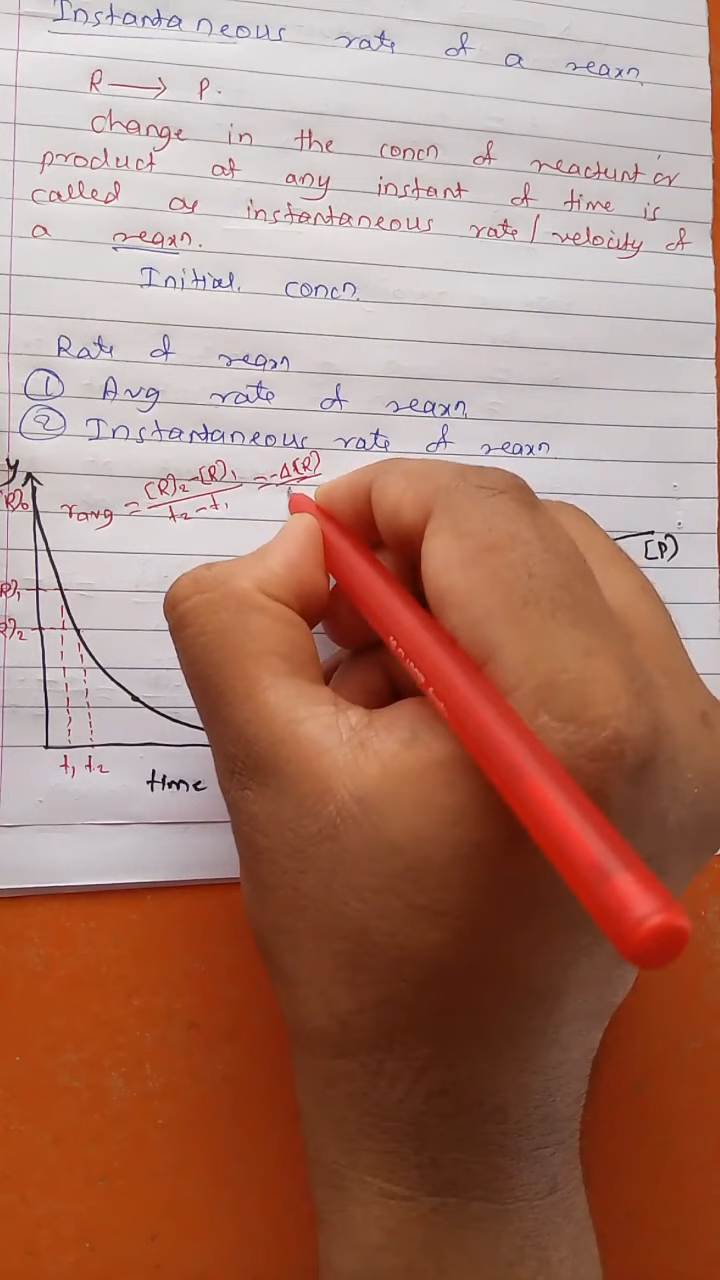 Instantaneous rate of a reaxn
R → P.
change in the concn of reactant or
product at any instant of time is
called as instantaneous rate/velocity of
a reaxn.
Initial concn
Rate of reaxn
① Avg rate of reaxn
② Instantaneous rate of reaxn
y
[R]₀
r avg = [R]₂-[R]₁ / t₂-t₁ = -Δ[R]
[P]
R]₁
R]₂
t₁ t₂
time